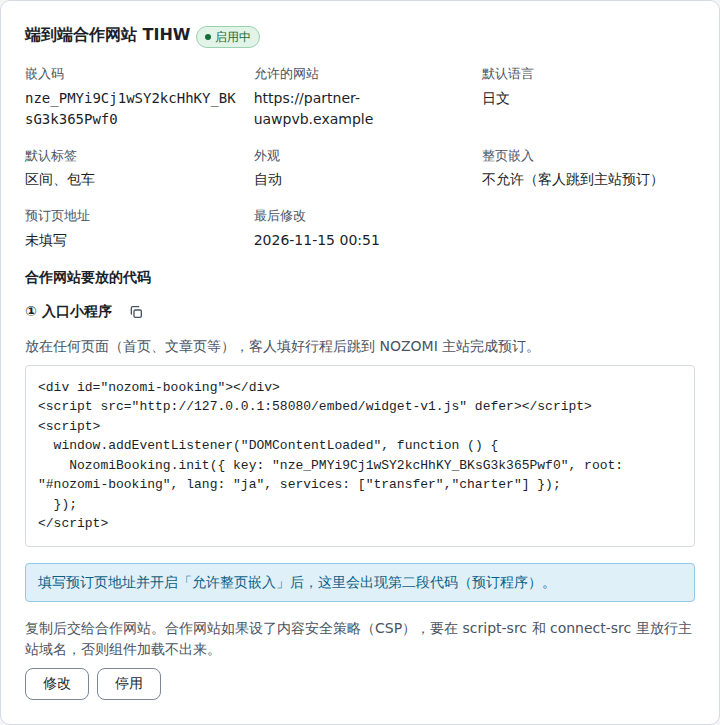 端到端合作网站 TIHW 启用中
嵌入码 允许的网站 默认语言
nze_PMYi9Cj1wSY2kcHhKY_BK https://partner- 日文
sG3k365Pwf0 uawpvb.example
默认标签 外观 整页嵌入
区间、包车 自动 不允许（客人跳到主站预订）
预订页地址 最后修改
未填写 2026-11-15 00:51
合作网站要放的代码
① 入口小程序
放在任何页面（首页、文章页等），客人填好行程后跳到 NOZOMI 主站完成预订。
<div id="nozomi-booking"></div>
<script src="http://127.0.0.1:58080/embed/widget-v1.js" defer></script>
<script>
  window.addEventListener("DOMContentLoaded", function () {
    NozomiBooking.init({ key: "nze_PMYi9Cj1wSY2kcHhKY_BKsG3k365Pwf0", root:
"#nozomi-booking", lang: "ja", services: ["transfer","charter"] });
  });
</script>
填写预订页地址并开启「允许整页嵌入」后，这里会出现第二段代码（预订程序）。
复制后交给合作网站。合作网站如果设了内容安全策略（CSP），要在 script-src 和 connect-src 里放行主
站域名，否则组件加载不出来。
修改 停用